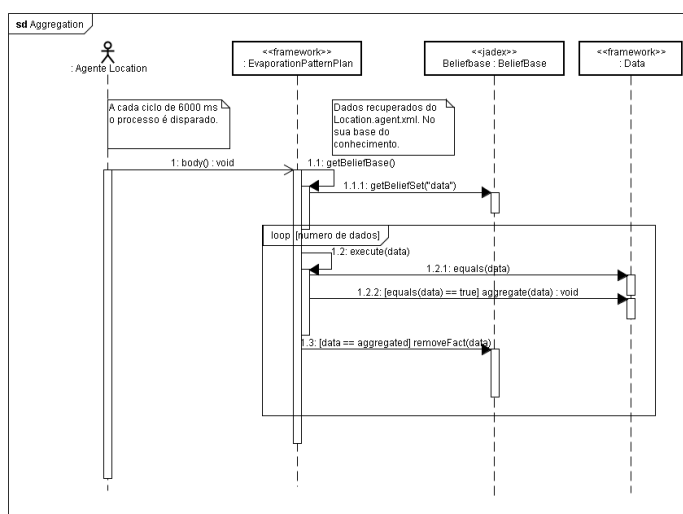 sd Aggregation
: Agente Location
<<framework>>
: EvaporationPatternPlan
<<jadex>>
Beliefbase : BeliefBase
<<framework>>
: Data
A cada ciclo de 6000 ms
o processo é disparado.
Dados recuperados do
Location.agent.xml. No
sua base do
conhecimento.
1: body() : void
1.1: getBeliefBase()
1.1.1: getBeliefSet("data")
loop [numero de dados]
1.2: execute(data)
1.2.1: equals(data)
1.2.2: [equals(data) == true] aggregate(data) : void
1.3: [data == aggregated] removeFact(data)